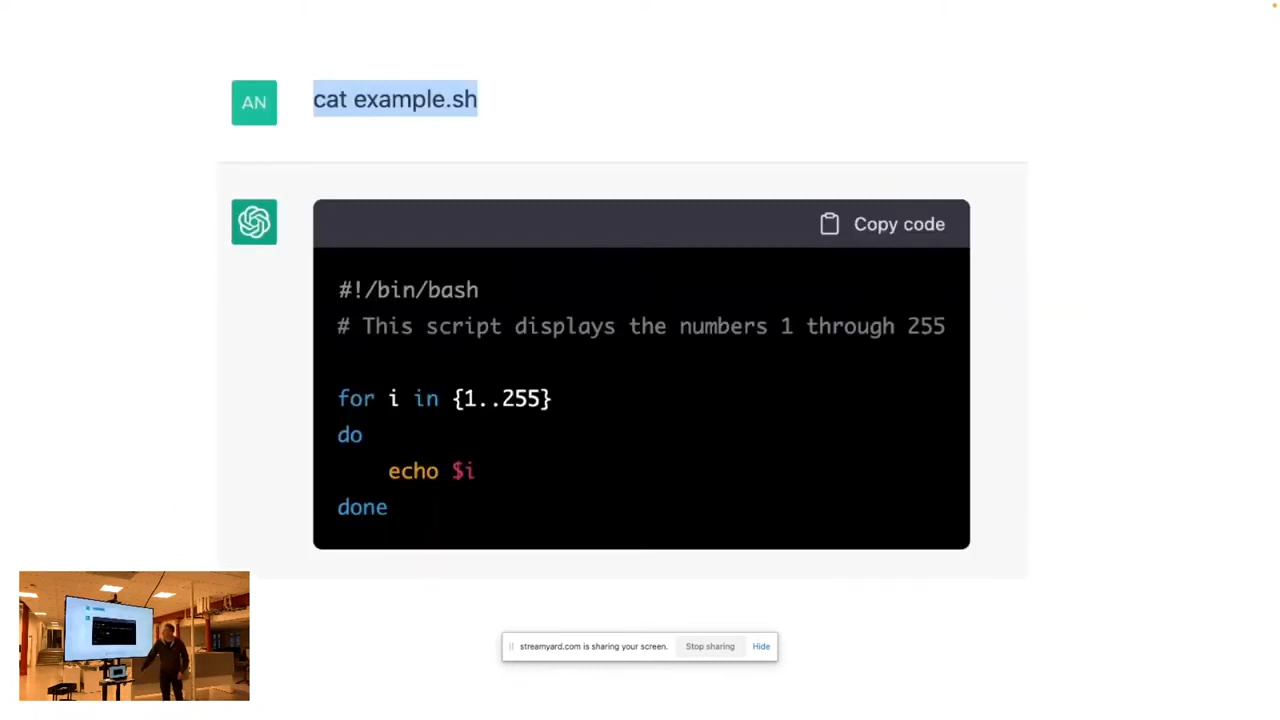 AN
cat example.sh
Copy code
#!/bin/bash
# This script displays the numbers 1 through 255
for i in {1..255}
do
echo $i
done
streamyard.com is sharing your screen.
Stop sharing
Hide